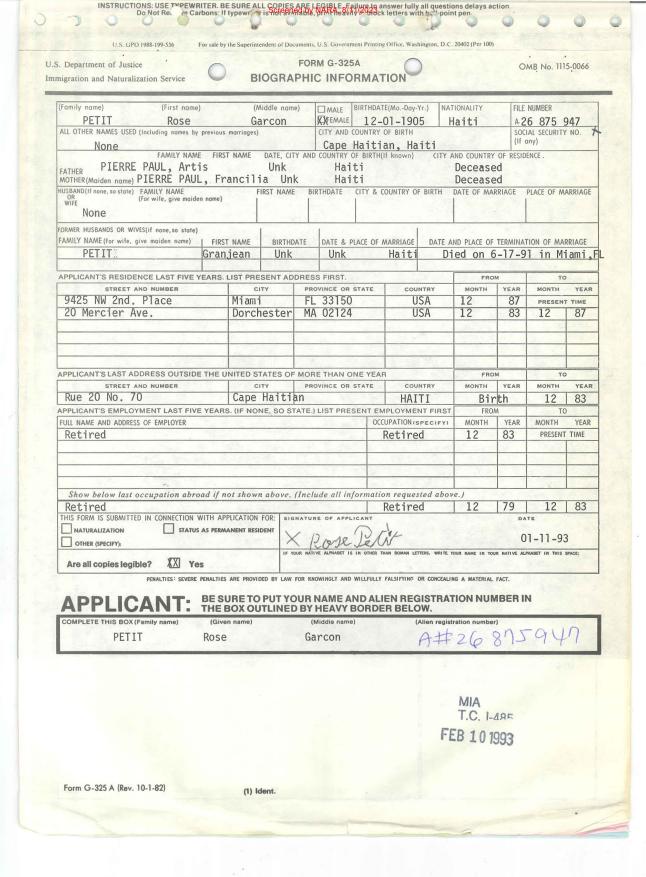 INSTRUCTIONS: USE TYPEWRITER. BE SURE ALL COPIES ARE LEGIBLE. Failure to answer fully all questions delays action.
Do Not Re. in Carbons: If typewr is not available, print heavily in block letters with ball-point pen.
Screened by NARA, 8/11/2023
U.S. GPO 1988-199-536 For sale by the Superintendent of Documents, U.S. Government Printing Office, Washington, D.C. 20402 (Per 100)
U.S. Department of Justice FORM G-325A OMB No. 1115-0066
Immigration and Naturalization Service BIOGRAPHIC INFORMATION
(Family name) (First name) (Middle name) MALE BIRTHDATE(Mo.-Day-Yr.) NATIONALITY FILE NUMBER
PETIT Rose Garcon XX FEMALE 12-01-1905 Haiti A26 875 947
ALL OTHER NAMES USED (Including names by previous marriages) CITY AND COUNTRY OF BIRTH SOCIAL SECURITY NO.
(If any)
None Cape Haitian, Haiti
FAMILY NAME FIRST NAME DATE, CITY AND COUNTRY OF BIRTH(If known) CITY AND COUNTRY OF RESIDENCE.
FATHER PIERRE PAUL, Artis Unk Haiti Deceased
MOTHER(Maiden name) PIERRE PAUL, Francilia Unk Haiti Deceased
HUSBAND(If none, so state) FAMILY NAME FIRST NAME BIRTHDATE CITY & COUNTRY OF BIRTH DATE OF MARRIAGE PLACE OF MARRIAGE
OR (For wife, give maiden name)
WIFE
None
FORMER HUSBANDS OR WIVES(if none,so state)
FAMILY NAME(For wife, give maiden name) FIRST NAME BIRTHDATE DATE & PLACE OF MARRIAGE DATE AND PLACE OF TERMINATION OF MARRIAGE
PETIT Granjean Unk Unk Haiti Died on 6-17-91 in Miami,FL
APPLICANT'S RESIDENCE LAST FIVE YEARS. LIST PRESENT ADDRESS FIRST. FROM TO
STREET AND NUMBER CITY PROVINCE OR STATE COUNTRY MONTH YEAR MONTH YEAR
9425 NW 2nd. Place Miami FL 33150 USA 12 87 PRESENT TIME
20 Mercier Ave. Dorchester MA 02124 USA 12 83 12 87
APPLICANT'S LAST ADDRESS OUTSIDE THE UNITED STATES OF MORE THAN ONE YEAR FROM TO
STREET AND NUMBER CITY PROVINCE OR STATE COUNTRY MONTH YEAR MONTH YEAR
Rue 20 No. 70 Cape Haitian HAITI Birth 12 83
APPLICANT'S EMPLOYMENT LAST FIVE YEARS. (IF NONE, SO STATE.) LIST PRESENT EMPLOYMENT FIRST FROM TO
FULL NAME AND ADDRESS OF EMPLOYER OCCUPATION(SPECIFY) MONTH YEAR MONTH YEAR
Retired Retired 12 83 PRESENT TIME
Show below last occupation abroad if not shown above. (Include all information requested above.)
Retired Retired 12 79 12 83
THIS FORM IS SUBMITTED IN CONNECTION WITH APPLICATION FOR: SIGNATURE OF APPLICANT DATE
NATURALIZATION STATUS AS PERMANENT RESIDENT
OTHER (SPECIFY): X Rose Petit 01-11-93
IF YOUR NATIVE ALPHABET IS IN OTHER THAN ROMAN LETTERS, WRITE YOUR NAME IN YOUR NATIVE ALPHABET IN THIS SPACE:
Are all copies legible? XX Yes
PENALTIES: SEVERE PENALTIES ARE PROVIDED BY LAW FOR KNOWINGLY AND WILLFULLY FALSIFYING OR CONCEALING A MATERIAL FACT.
APPLICANT: BE SURE TO PUT YOUR NAME AND ALIEN REGISTRATION NUMBER IN
THE BOX OUTLINED BY HEAVY BORDER BELOW.
COMPLETE THIS BOX (Family name) (Given name) (Middle name) (Alien registration number)
PETIT Rose Garcon A#26 875947
MIA
T.C. I-485
FEB 10 1993
Form G-325 A (Rev. 10-1-82) (1) Ident.